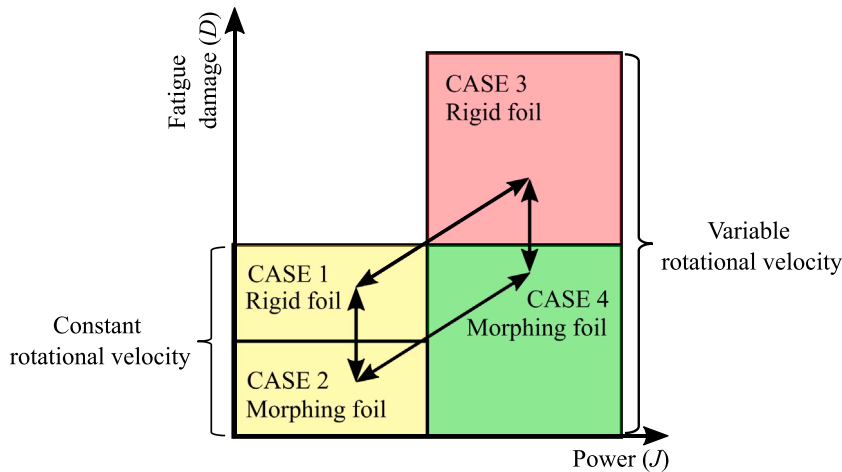 Fatigue
damage (D)
CASE 3
Rigid foil
Variable
rotational velocity
CASE 1
Rigid foil
CASE 4
Morphing foil
Constant
rotational velocity
CASE 2
Morphing foil
Power (J)